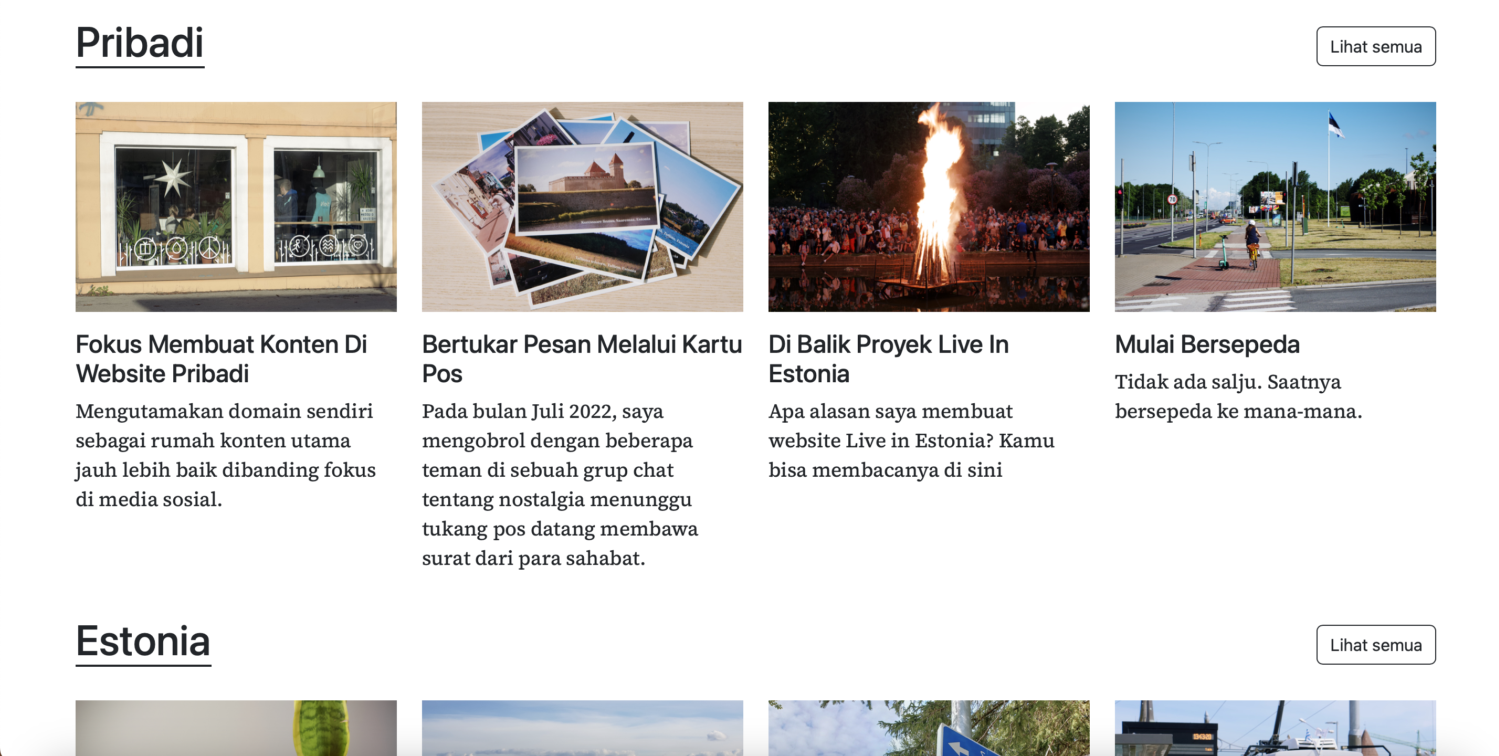 Pribadi
Lihat semua
Fokus Membuat Konten Di
Website Pribadi
Mengutamakan domain sendiri
sebagai rumah konten utama
jauh lebih baik dibanding fokus
di media sosial.
Bertukar Pesan Melalui Kartu
Pos
Pada bulan Juli 2022, saya
mengobrol dengan beberapa
teman di sebuah grup chat
tentang nostalgia menunggu
tukang pos datang membawa
surat dari para sahabat.
Di Balik Proyek Live In
Estonia
Apa alasan saya membuat
website Live in Estonia? Kamu
bisa membacanya di sini
Mulai Bersepeda
Tidak ada salju. Saatnya
bersepeda ke mana-mana.
Estonia
Lihat semua